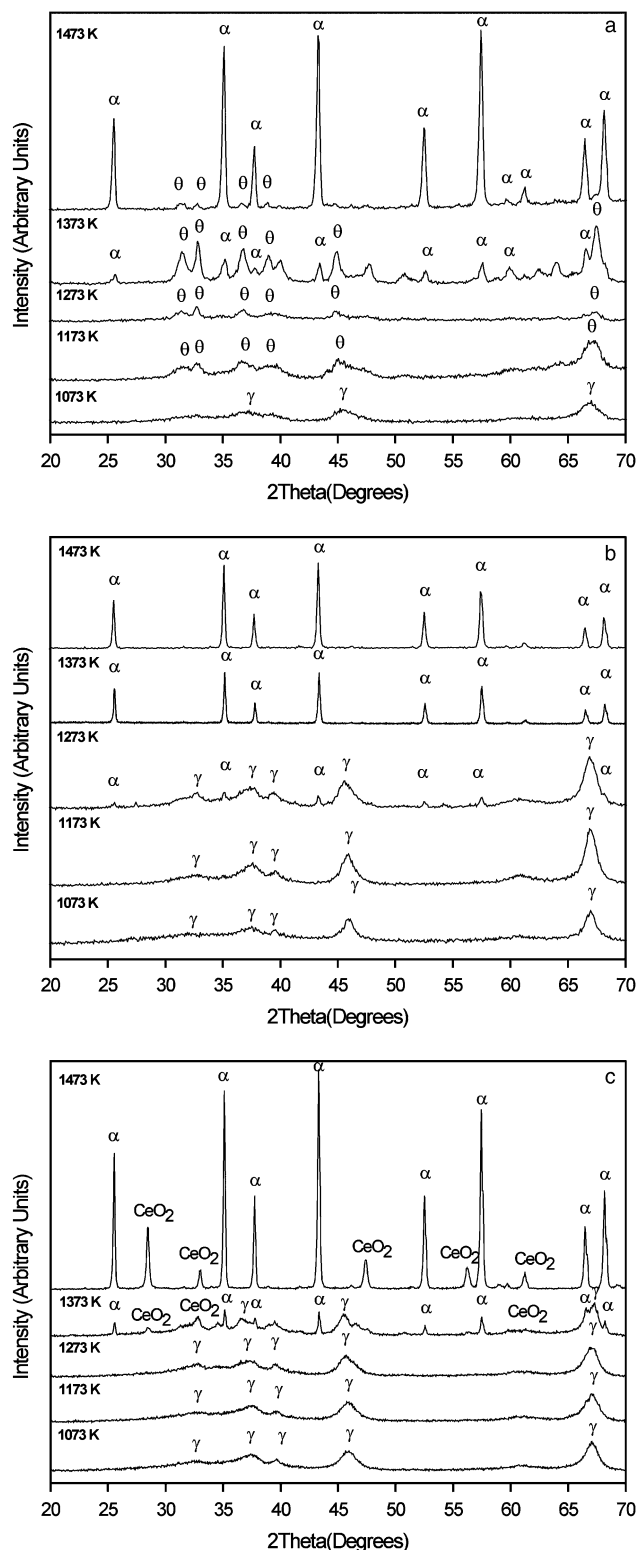 a
1473 K
α α α α α α α α α α
θ θ θ θ
1373 K
α θ θ α θ α θ α θ α α α α θ
1273 K
θ θ θ θ θ θ
1173 K
θ θ θ θ θ θ
1073 K
γ γ γ
Intensity (Arbitrary Units)
20 25 30 35 40 45 50 55 60 65 70
2Theta(Degrees)
b
1473 K
α α α α α α α α
1373 K
α α α α α α α α
1273 K
α γ α γ γ α γ α α γ α
1173 K
γ γ γ γ γ
1073 K
γ γ γ γ γ
Intensity (Arbitrary Units)
20 25 30 35 40 45 50 55 60 65 70
2Theta(Degrees)
c
1473 K
α CeO2 CeO2 α α α CeO2 α CeO2 α CeO2 α α
1373 K
α CeO2 CeO2 α γ α α γ α α CeO2 α γ α
1273 K
γ γ γ γ γ
1173 K
γ γ γ γ γ
1073 K
γ γ γ γ γ
Intensity (Arbitrary Units)
20 25 30 35 40 45 50 55 60 65 70
2Theta(Degrees)